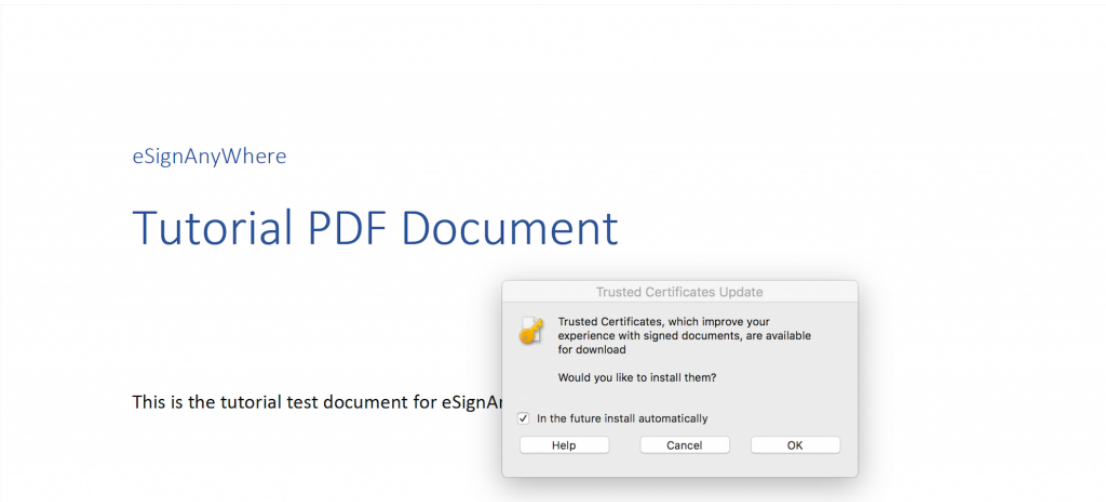 eSignAnyWhere
Tutorial PDF Document
Trusted Certificates Update
Trusted Certificates, which improve your
experience with signed documents, are available
for download
Would you like to install them?
This is the tutorial test document for eSignAn
In the future install automatically
Help Cancel OK